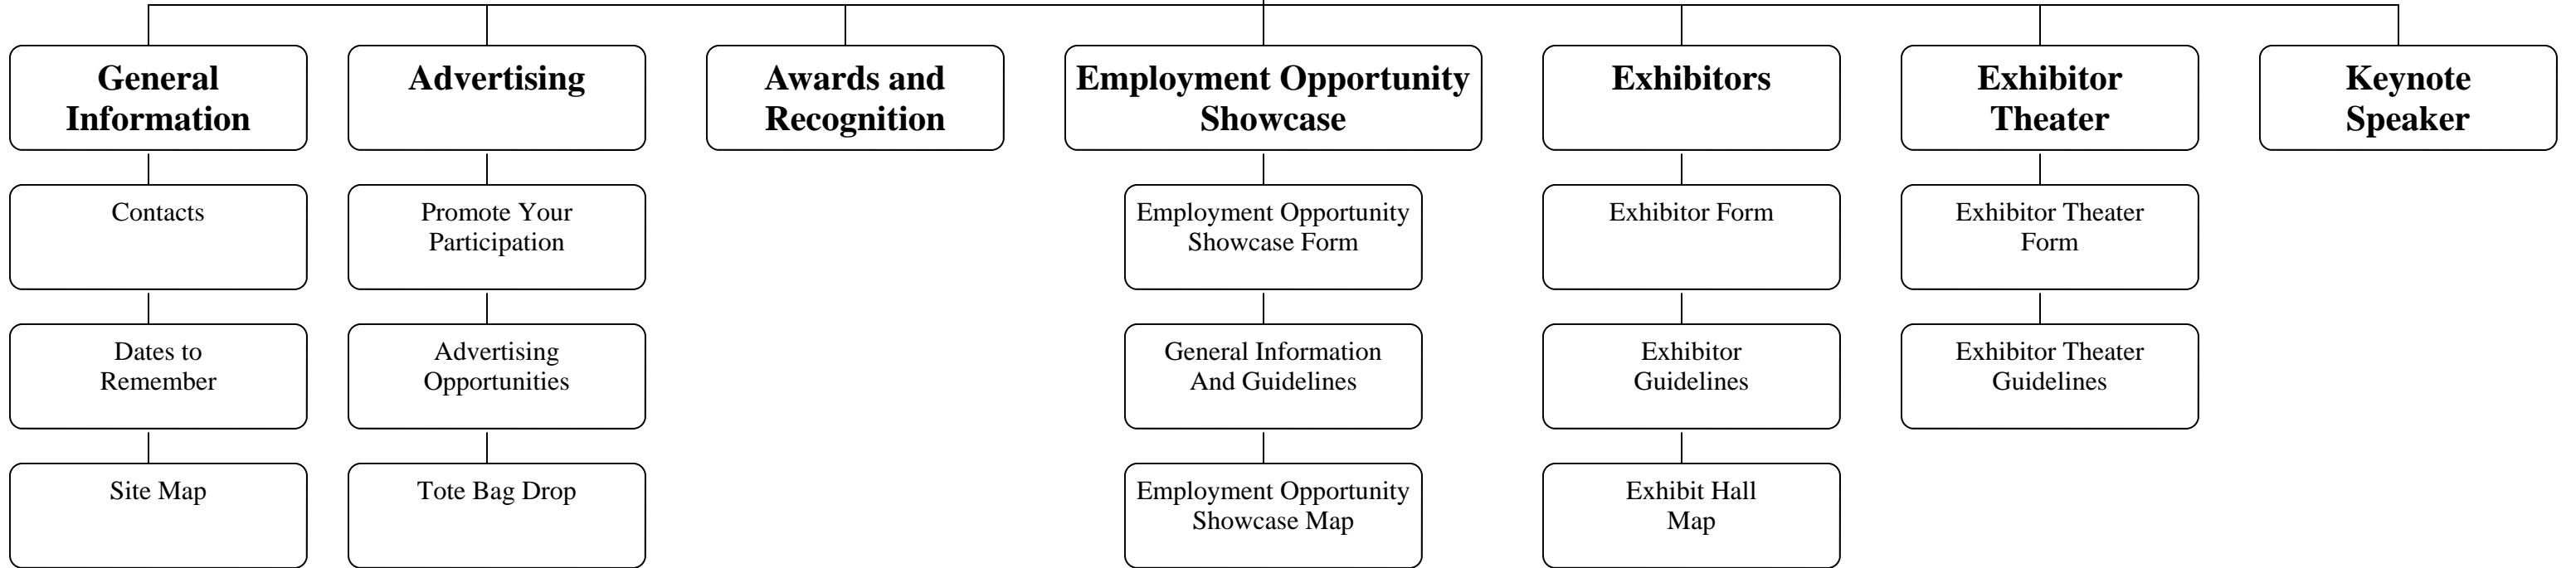 General
Information
Advertising
Awards and
Recognition
Employment Opportunity
Showcase
Exhibitors
Exhibitor
Theater
Keynote
Speaker
Contacts
Promote Your
Participation
Employment Opportunity
Showcase Form
Exhibitor Form
Exhibitor Theater
Form
Dates to
Remember
Advertising
Opportunities
General Information
And Guidelines
Exhibitor
Guidelines
Exhibitor Theater
Guidelines
Site Map
Tote Bag Drop
Employment Opportunity
Showcase Map
Exhibit Hall
Map